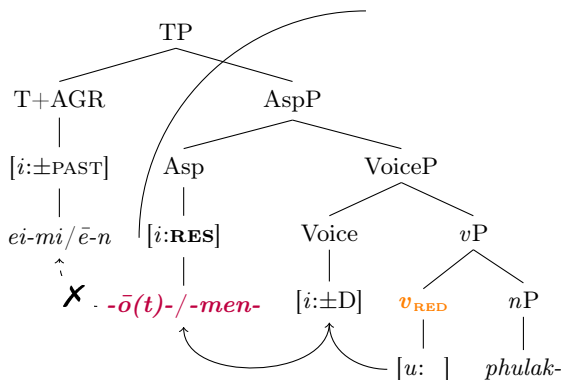 TP
T+AGR AspP
[i:±PAST] Asp VoiceP
ei-mi/ē-n [i:RES] Voice vP
✗ -ō(t)-/-men- [i:±D] vRED nP
[u: ] phulak-